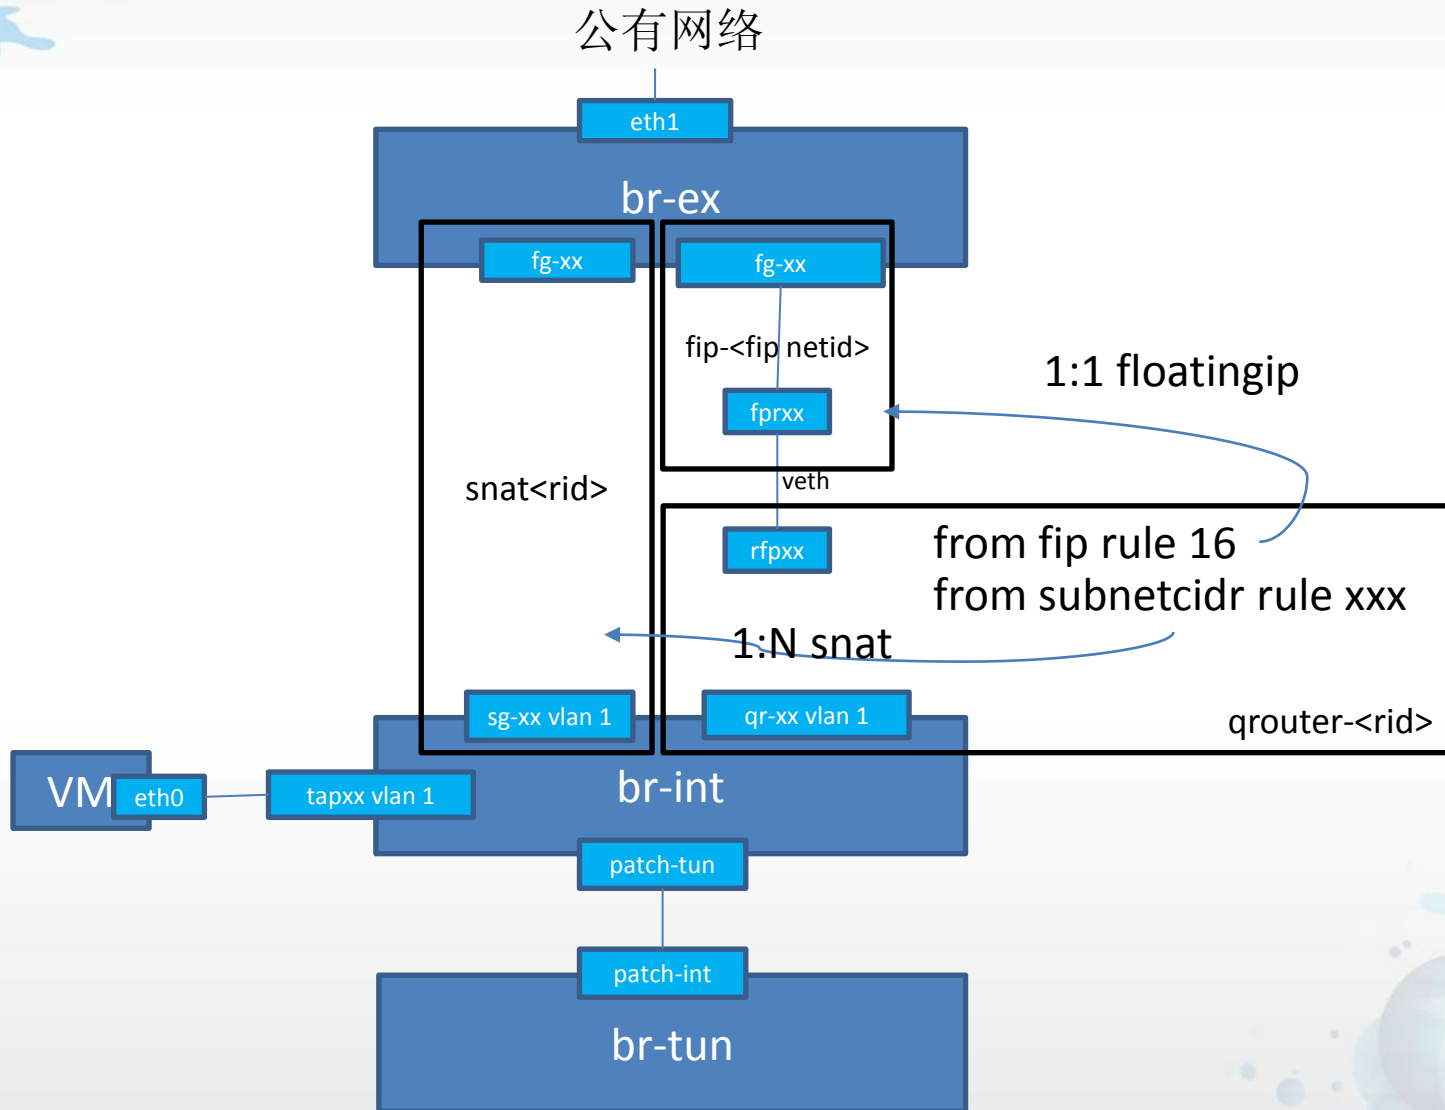 公有网络
eth1
br-ex
fg-xx
fg-xx
fip-<fip netid>
1:1 floatingip
fprxx
snat<rid>
veth
rfpxx
from fip rule 16
from subnetcidr rule xxx
1:N snat
sg-xx vlan 1
qr-xx vlan 1
qrouter-<rid>
VM
eth0
tapxx vlan 1
br-int
patch-tun
patch-int
br-tun